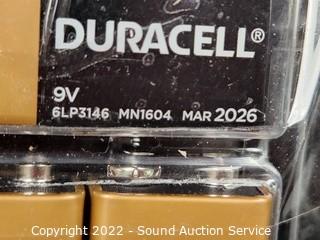 DURACELL®
9V
6LP3146 MN1604 MAR 2026
Copyright 2022 - Sound Auction Service